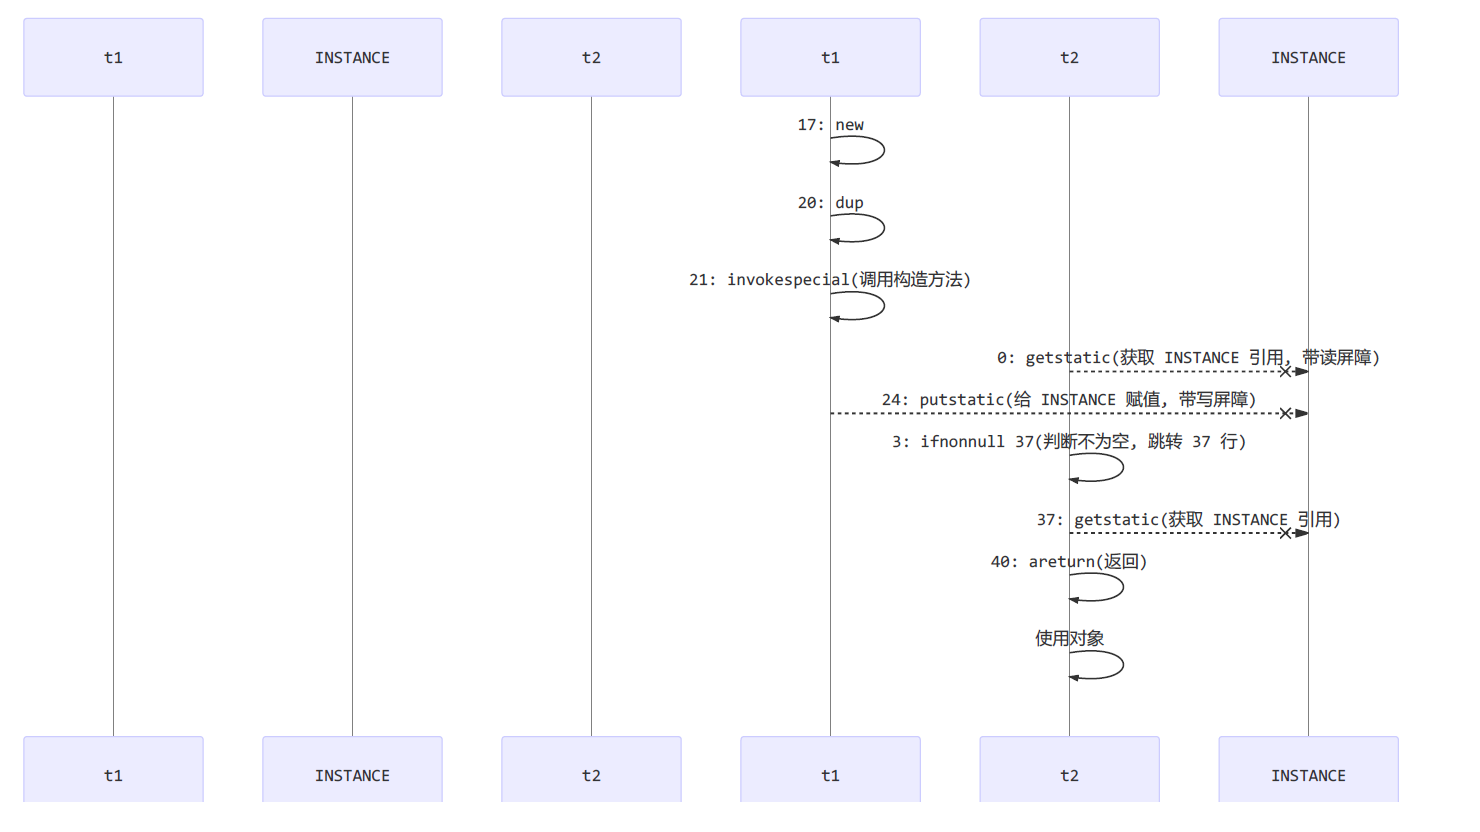 t1
INSTANCE
t2
t1
t2
INSTANCE
17: new
20: dup
21: invokespecial(调用构造方法)
0: getstatic(获取 INSTANCE 引用, 带读屏障)
24: putstatic(给 INSTANCE 赋值, 带写屏障)
3: ifnonnull 37(判断不为空, 跳转 37 行)
37: getstatic(获取 INSTANCE 引用)
40: areturn(返回)
使用对象
t1
INSTANCE
t2
t1
t2
INSTANCE